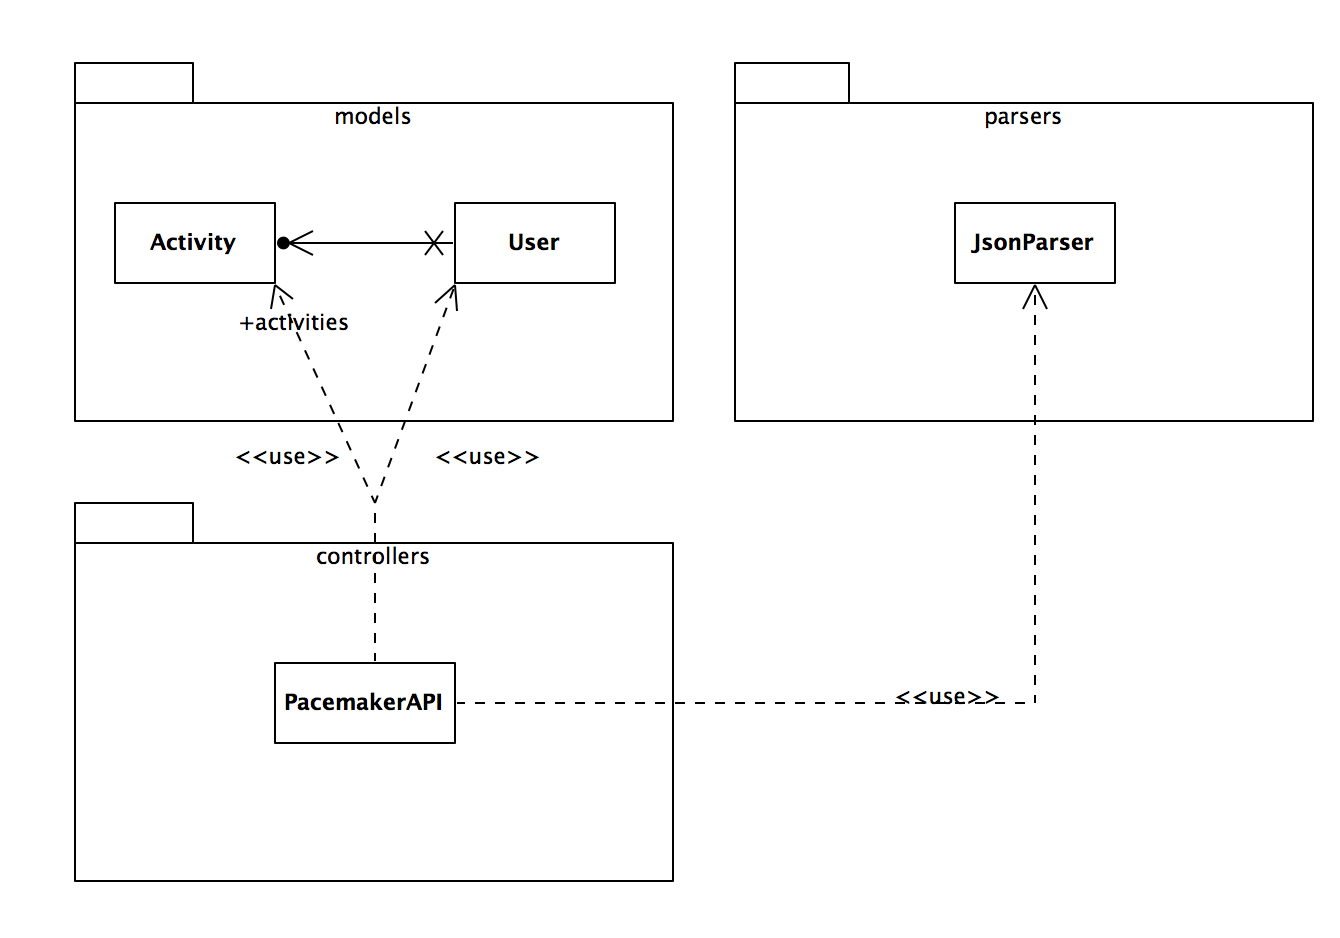 models
parsers
Activity
User
JsonParser
+activities
<<use>>
<<use>>
controllers
PacemakerAPI
<<use>>